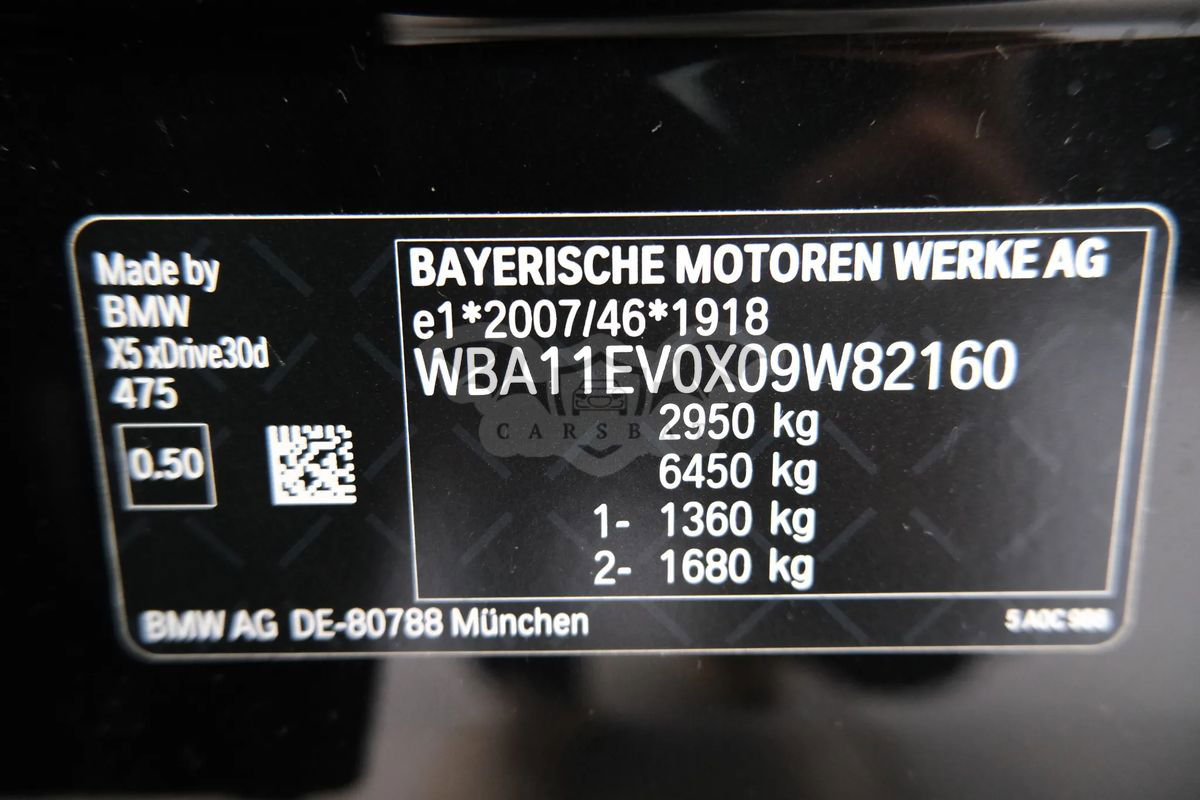 Made by
BMW
X5 xDrive30d
475
0.50
BAYERISCHE MOTOREN WERKE AG
e1*2007/46*1918
WBA11EV0X09W82160
CARSB
2950 kg
6450 kg
1- 1360 kg
2- 1680 kg
BMW AG DE-80788 München